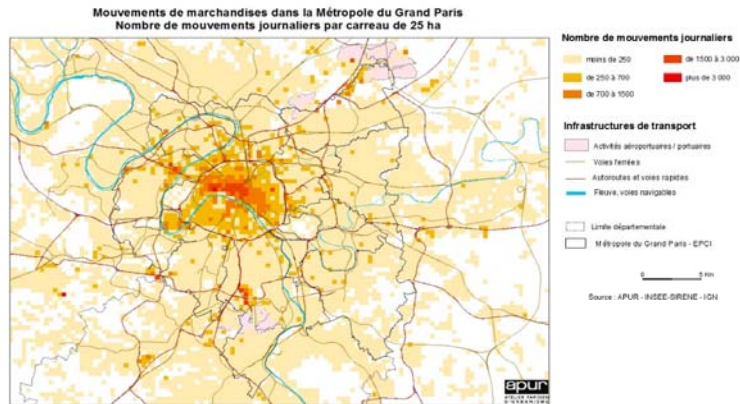 Mouvements de marchandises dans la Métropole du Grand Paris
Nombre de mouvements journaliers par carreau de 25 ha
Nombre de mouvements journaliers
moins de 250
de 1500 à 3 000
de 250 à 700
plus de 3 000
de 700 à 1500
Infrastructures de transport
Activités aéroportuaires / portuaires
Voies ferrées
Autoroutes et voies rapides
Fleuve, voies navigables
Limite départementale
Métropole du Grand Paris - EPCI
0 5 km
Source : APUR - INSEE-SIRENE - IGN
apur
ATELIER PARISIEN
D'URBANISME